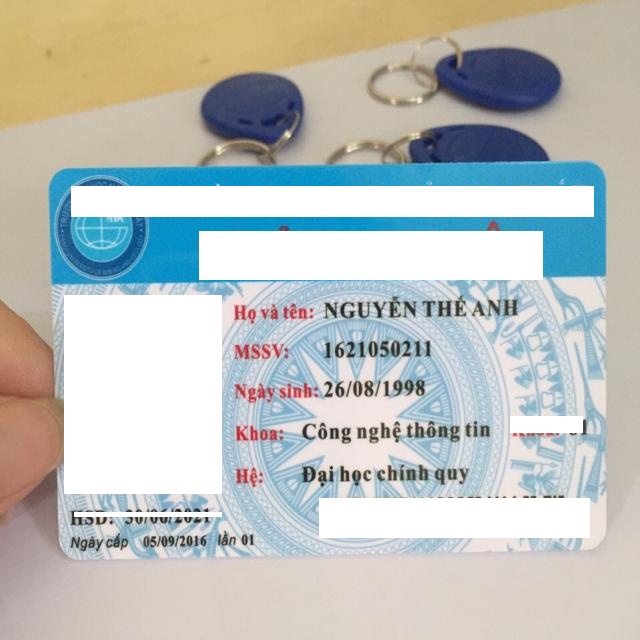 Họ và tên: NGUYỄN THẾ ANH
MSSV: 1621050211
Ngày sinh: 26/08/1998
Khoa: Công nghệ thông tin
Hệ: Đại học chính quy
HSD: 30/06/2021
Ngày cấp 05/09/2016 lần 01